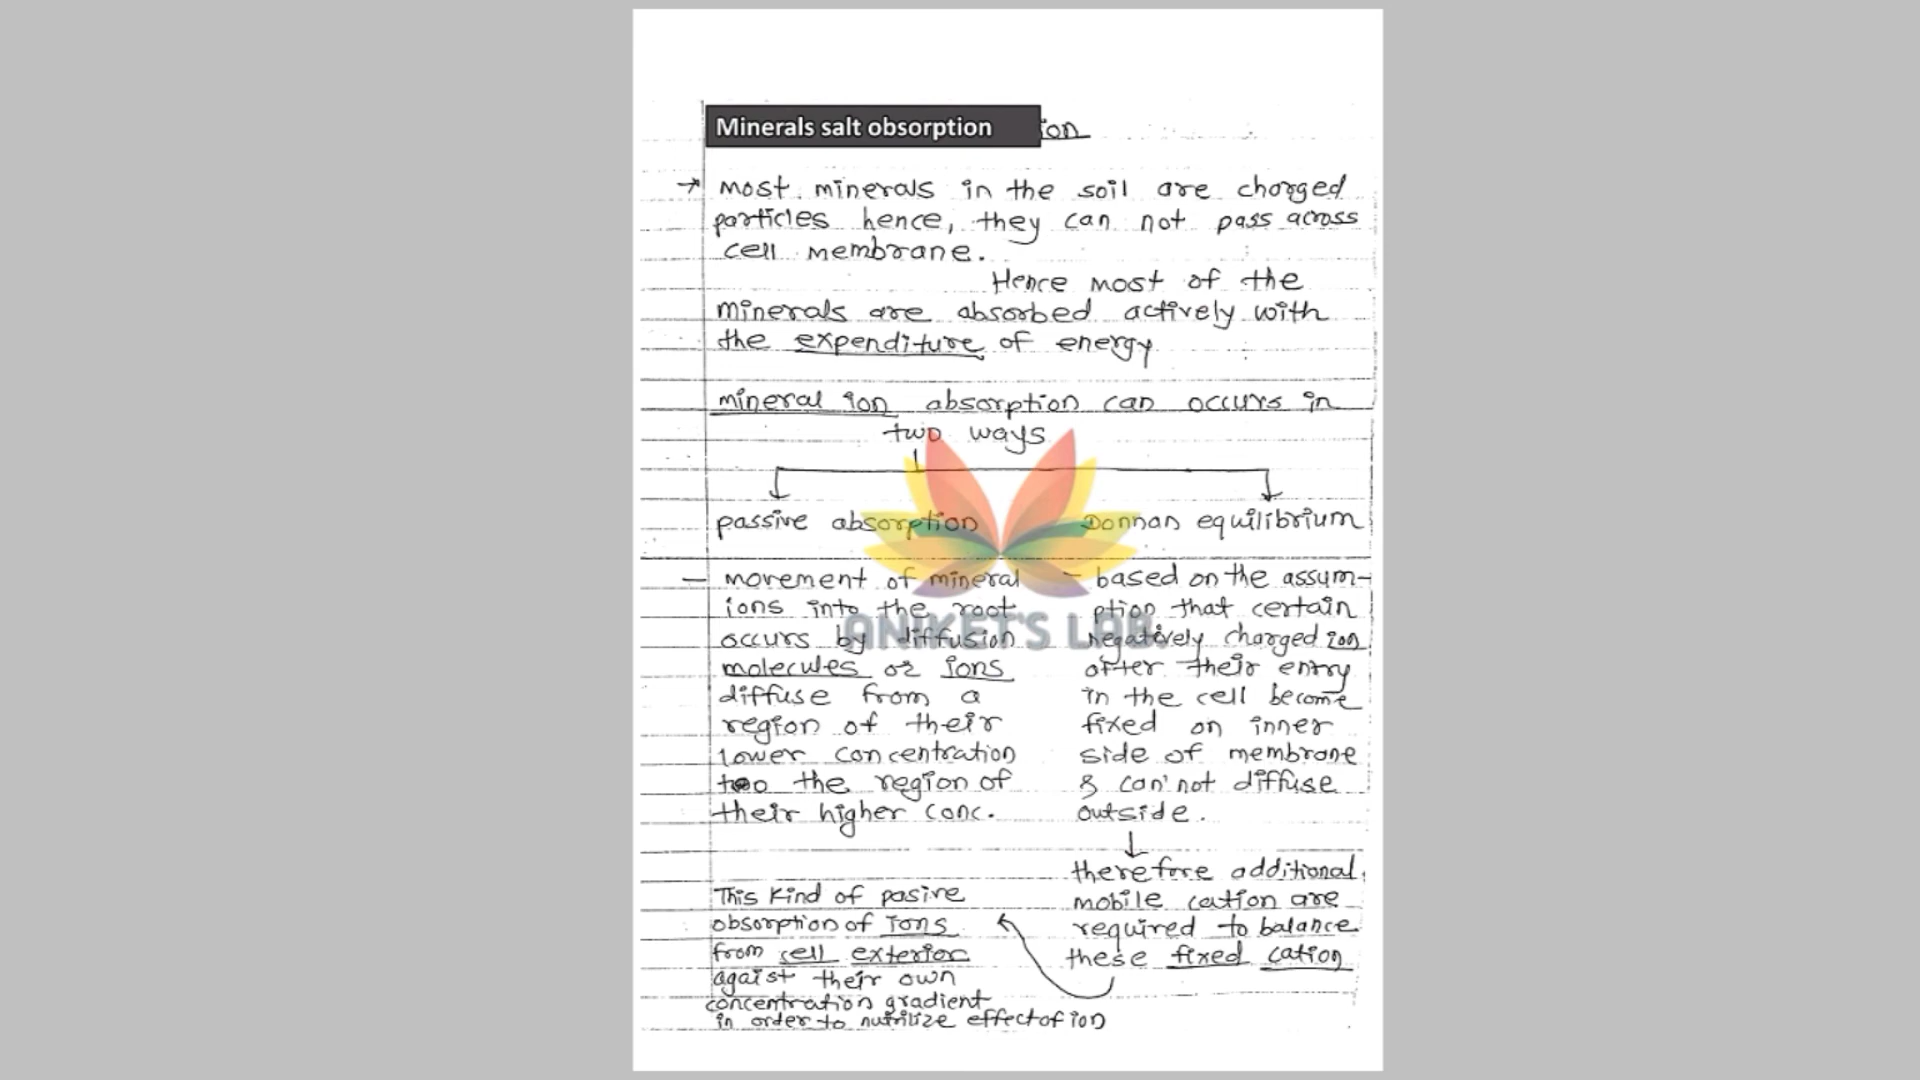 Minerals salt obsorption ion
→ most minerals in the soil are charged
particles hence, they can not pass across
cell membrane.
Hence most of the
minerals are absorbed actively with
the expenditure of energy
mineral ion absorption can occurs in
two ways
passive absorption
— movement of mineral
ions into the root
occurs by diffusion
molecules or ions
diffuse from a
region of their
lower concentration
too the region of
their higher conc.
Donnan equilibrium
- based on the assum-
ption that certain
negatively charged ion
after their entry
in the cell become
fixed on inner
side of membrane
& can'not diffuse
outside.
↓
therefore additional
mobile cation are
required to balance
these fixed cation
This kind of pasive
obsorption of ions
from cell exterior
agaist their own
concentration gradient
in order to effect of ion
ANIKET'S LAB.